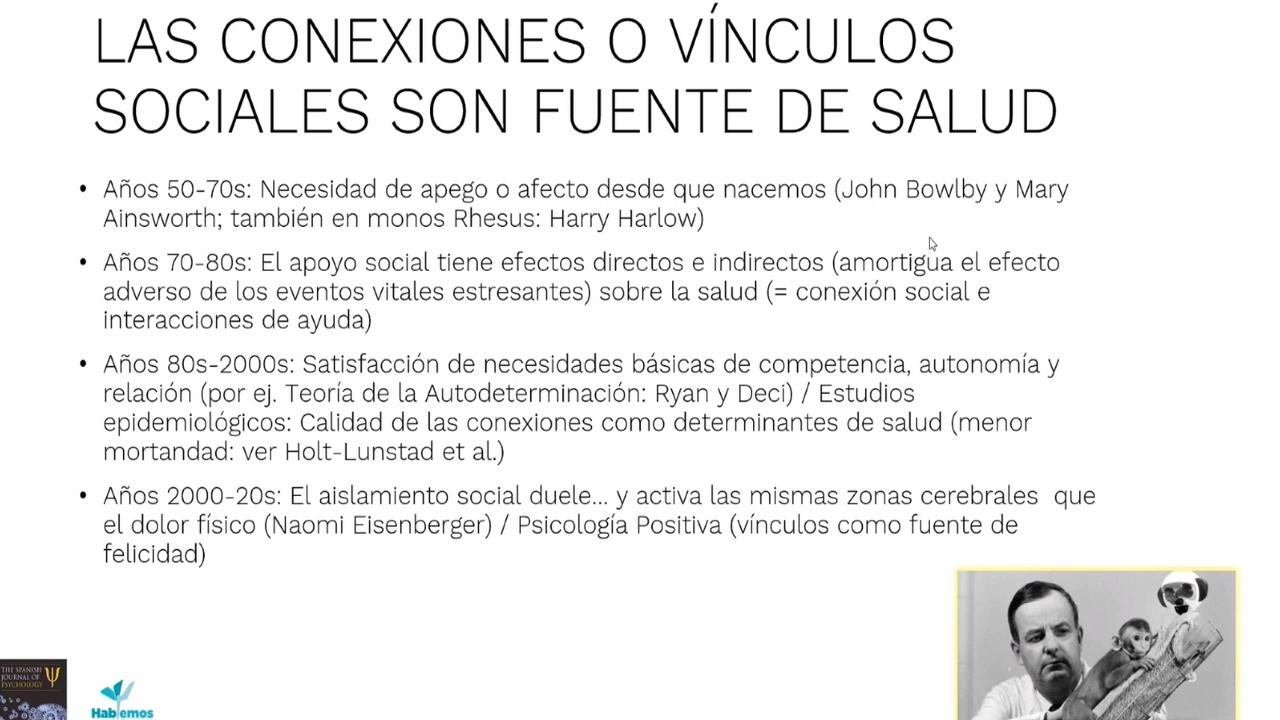 LAS CONEXIONES O VÍNCULOS
SOCIALES SON FUENTE DE SALUD
• Años 50-70s: Necesidad de apego o afecto desde que nacemos (John Bowlby y Mary
Ainsworth; también en monos Rhesus: Harry Harlow)
• Años 70-80s: El apoyo social tiene efectos directos e indirectos (amortigua el efecto
adverso de los eventos vitales estresantes) sobre la salud (= conexión social e
interacciones de ayuda)
• Años 80s-2000s: Satisfacción de necesidades básicas de competencia, autonomía y
relación (por ej. Teoría de la Autodeterminación: Ryan y Deci) / Estudios
epidemiológicos: Calidad de las conexiones como determinantes de salud (menor
mortandad: ver Holt-Lunstad et al.)
• Años 2000-20s: El aislamiento social duele... y activa las mismas zonas cerebrales  que
el dolor físico (Naomi Eisenberger) / Psicología Positiva (vínculos como fuente de
felicidad)
THE SPANISH
JOURNAL OF
PSYCHOLOGY
Ψ
Hablemos